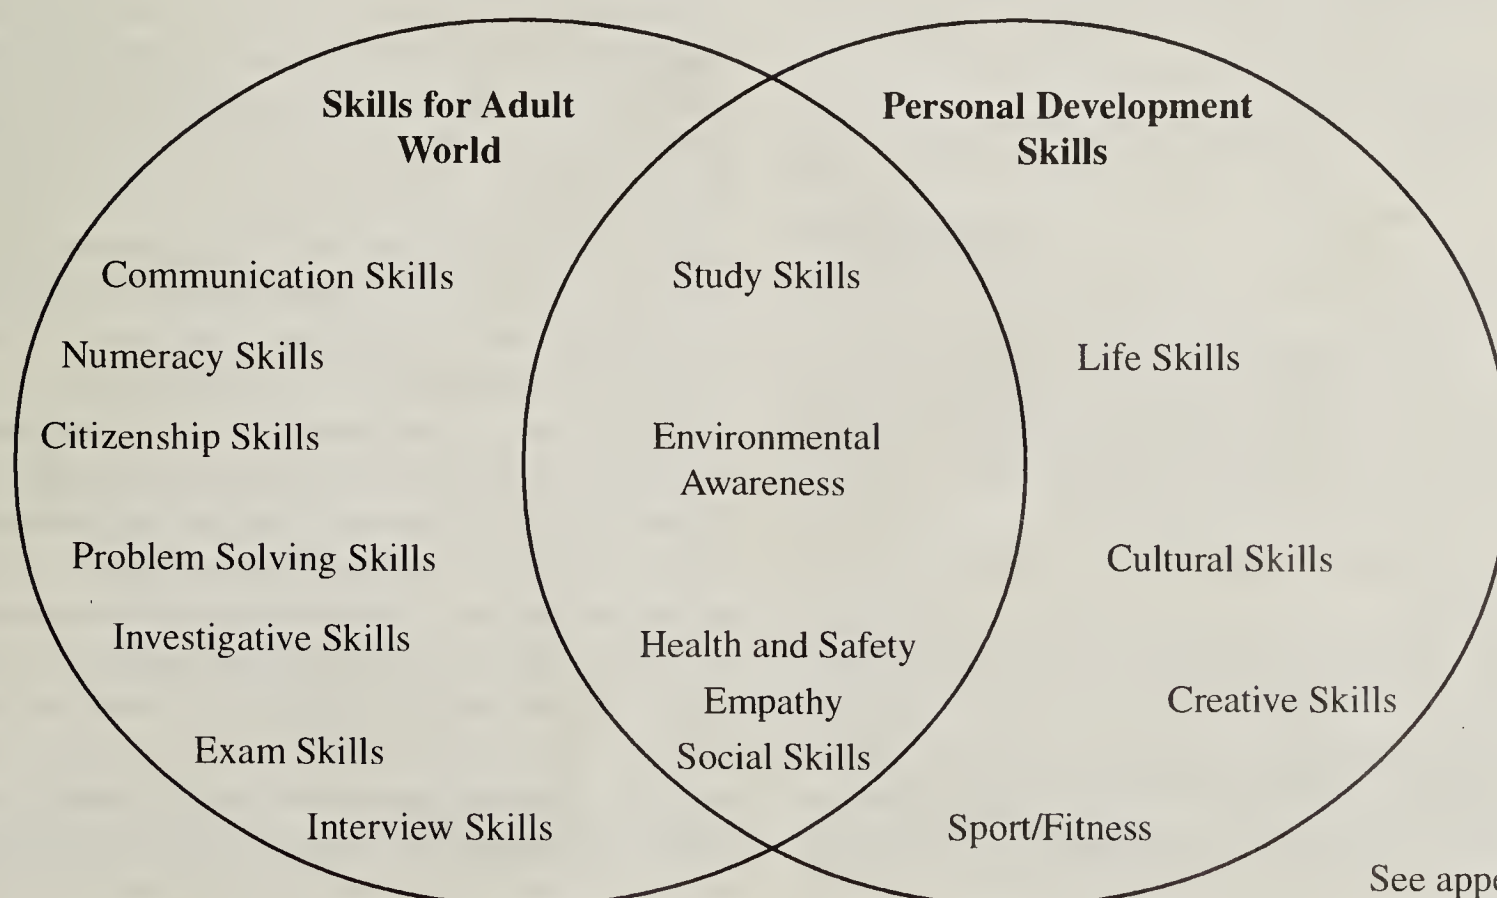 Skills for Adult
World
Personal Development
Skills
Communication Skills
Study Skills
Numeracy Skills
Life Skills
Citizenship Skills
Environmental
Awareness
Problem Solving Skills
Cultural Skills
Investigative Skills
Health and Safety
Empathy
Creative Skills
Exam Skills
Social Skills
Interview Skills
Sport/Fitness
See